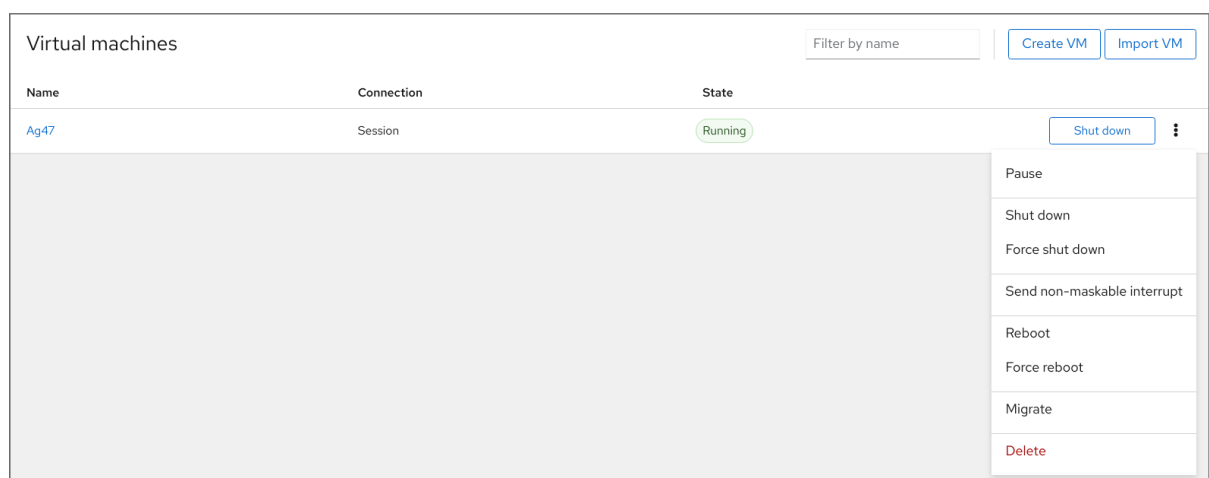 Virtual machines
Filter by name
Create VM
Import VM
Name Connection State
Ag47 Session Running Shut down
Pause
Shut down
Force shut down
Send non-maskable interrupt
Reboot
Force reboot
Migrate
Delete